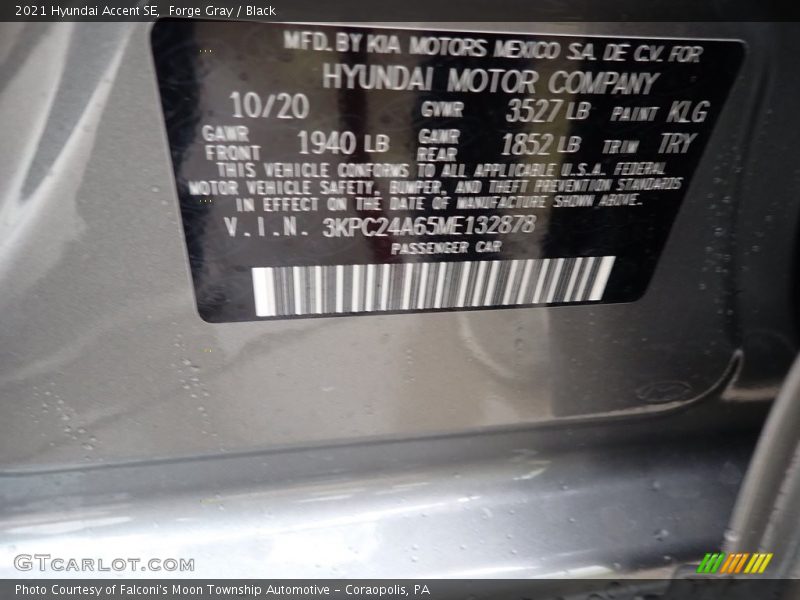 2021 Hyundai Accent SE, Forge Gray / Black
MFD. BY KIA MOTORS MEXICO S.A. DE C.V. FOR
HYUNDAI MOTOR COMPANY
10/20 GVWR 3527 LB PAINT KLG
GAWR FRONT 1940 LB GAWR REAR 1852 LB TRIM TRY
THIS VEHICLE CONFORMS TO ALL APPLICABLE U.S.A. FEDERAL
MOTOR VEHICLE SAFETY, BUMPER, AND THEFT PREVENTION STANDARDS
IN EFFECT ON THE DATE OF MANUFACTURE SHOWN ABOVE.
V.I.N. 3KPC24A65ME132878
PASSENGER CAR
GTCARLOT.COM
Photo Courtesy of Falconi's Moon Township Automotive - Coraopolis, PA